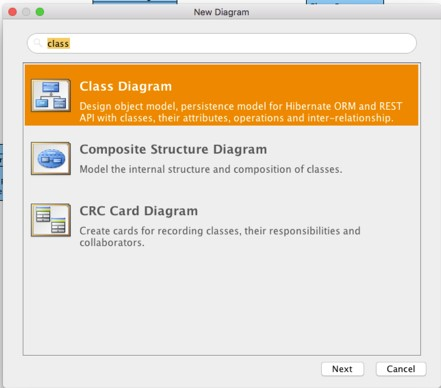 New Diagram
class
Class Diagram
Design object model, persistence model for Hibernate ORM and REST
API with classes, their attributes, operations and inter-relationship.
Composite Structure Diagram
Model the internal structure and composition of classes.
CRC Card Diagram
Create cards for recording classes, their responsibilities and
collaborators.
Next
Cancel